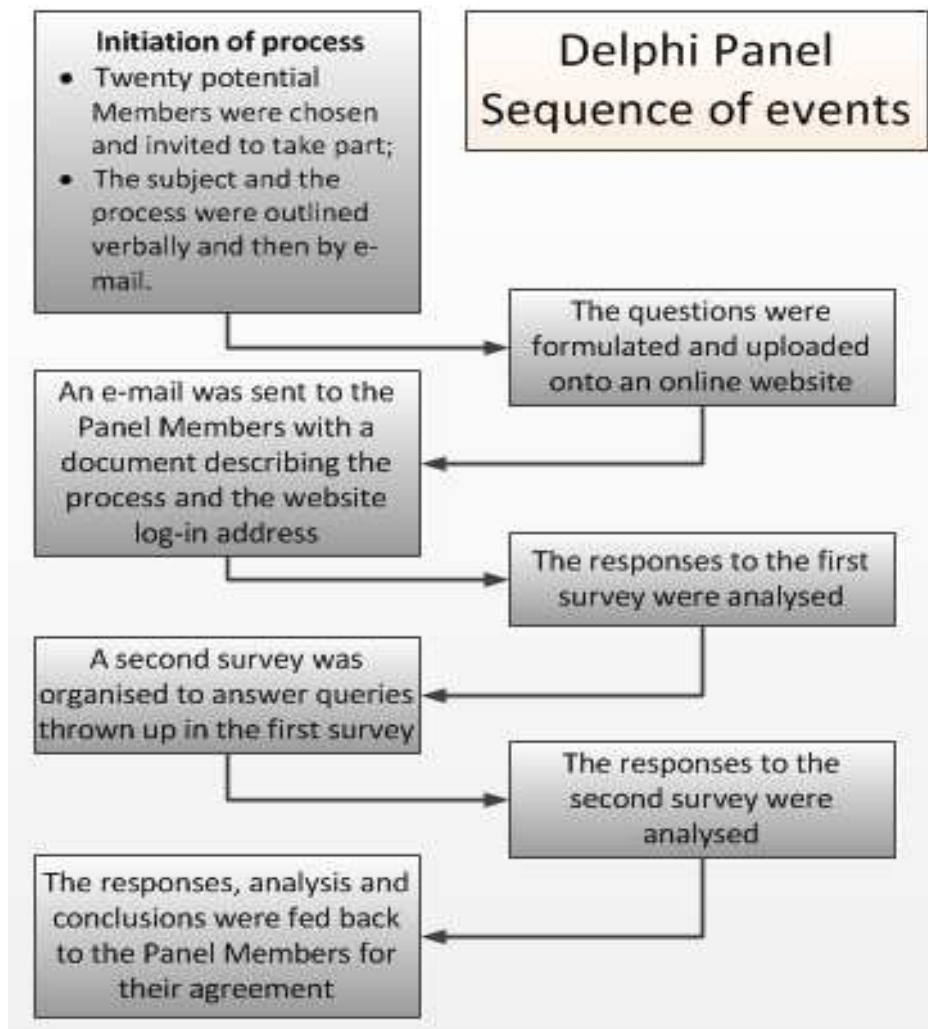 Initiation of process
• Twenty potential
Members were chosen
and invited to take part;
• The subject and the
process were outlined
verbally and then by e-
mail.
Delphi Panel
Sequence of events
The questions were
formulated and uploaded
onto an online website
An e-mail was sent to the
Panel Members with a
document describing the
process and the website
log-in address
The responses to the first
survey were analysed
A second survey was
organised to answer queries
thrown up in the first survey
The responses to the
second survey were
analysed
The responses, analysis and
conclusions were fed back
to the Panel Members for
their agreement